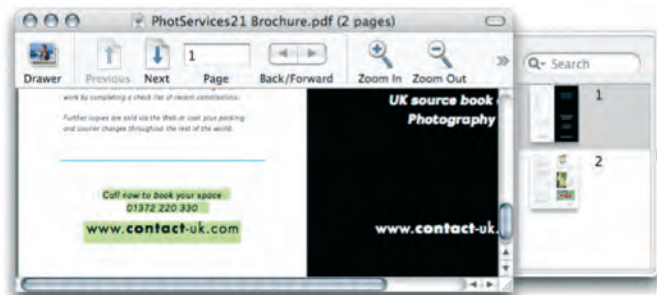 PhotServices21 Brochure.pdf (2 pages)
1
Drawer Previous Next Page Back/Forward Zoom In Zoom Out »
Search
work by completing a check list of recent commissions.
Further copies are sold via the Web at cost plus packing
and courier charges throughout the rest of the world.
Call now to book your space
01372 220 330
www.contact-uk.com
UK source book
Photography
www.contact-uk.
1
2